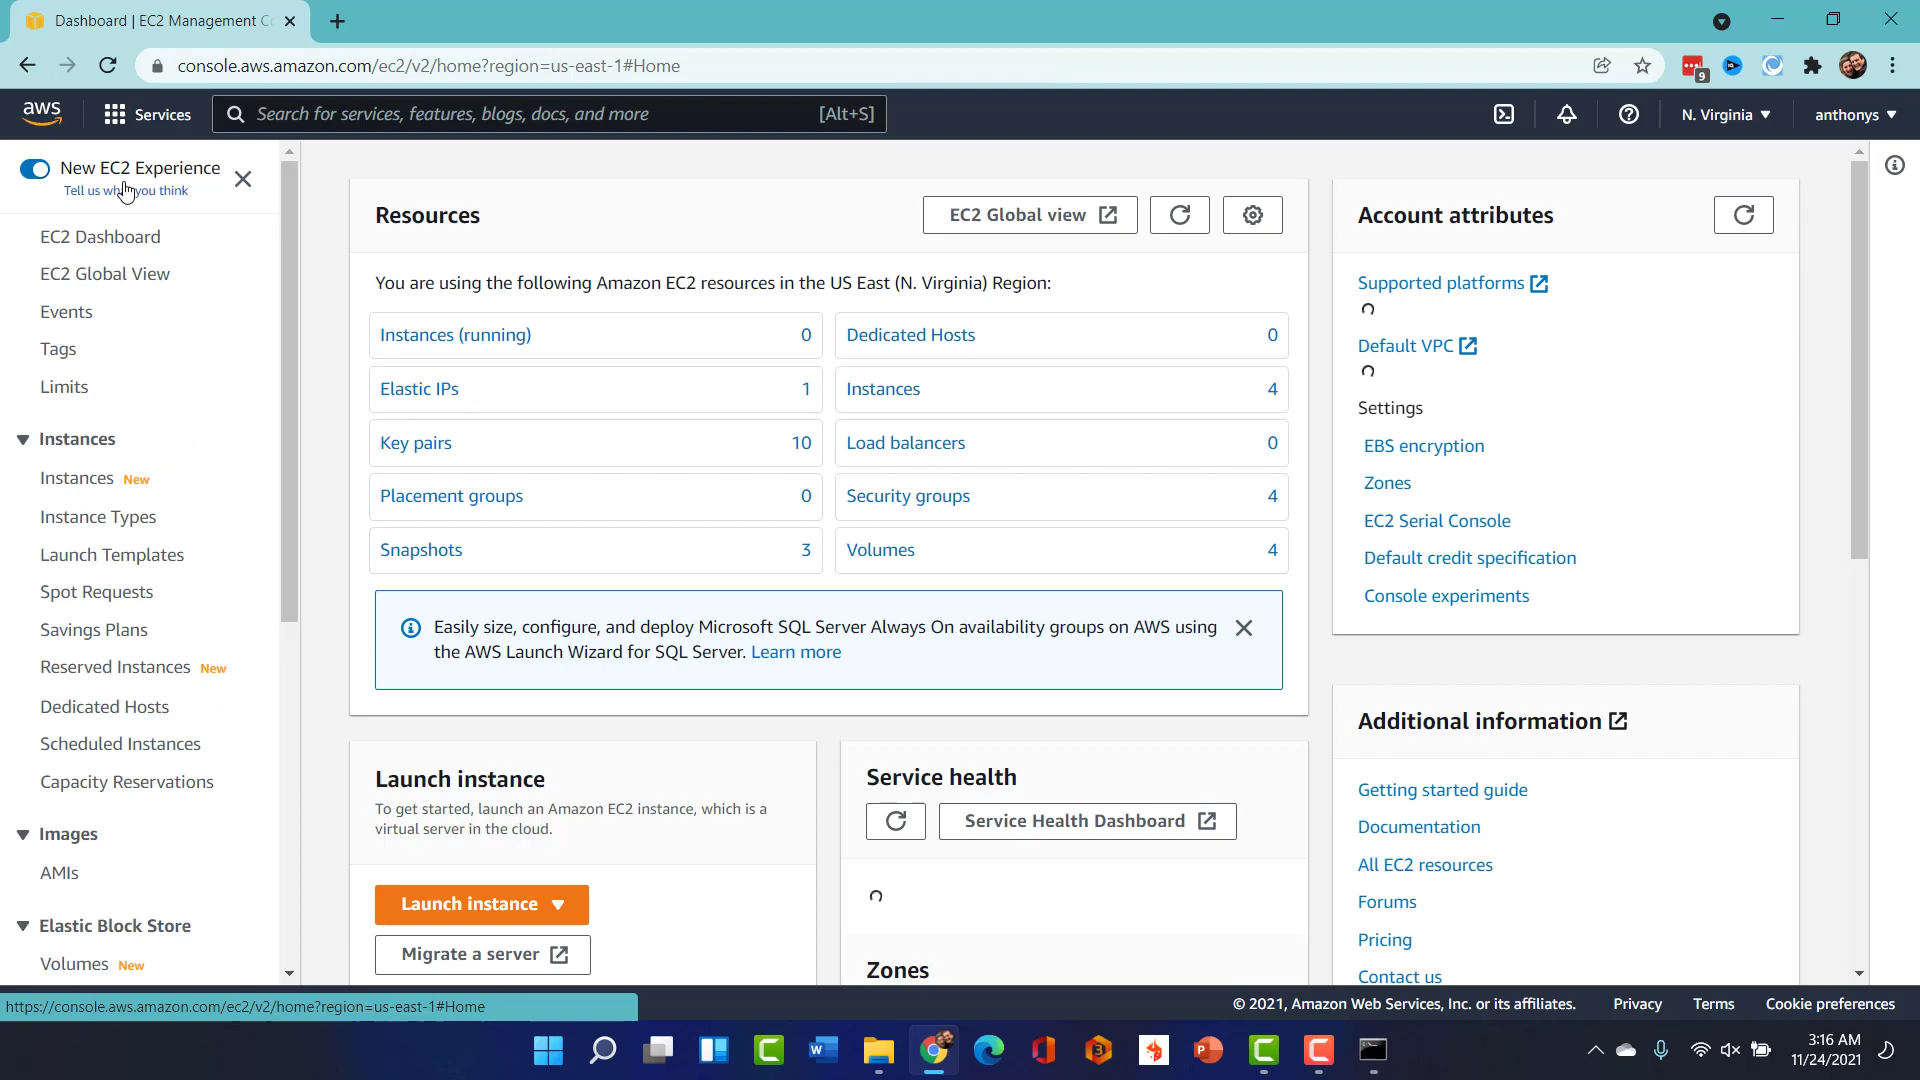 Dashboard | EC2 Management Co
console.aws.amazon.com/ec2/v2/home?region=us-east-1#Home
9
aws
Services
Search for services, features, blogs, docs, and more
[Alt+S]
N. Virginia
anthonys
New EC2 Experience
Tell us you think
EC2 Dashboard
EC2 Global View
Events
Tags
Limits
Instances
Instances New
Instance Types
Launch Templates
Spot Requests
Savings Plans
Reserved Instances New
Dedicated Hosts
Scheduled Instances
Capacity Reservations
Images
AMIs
Elastic Block Store
Volumes New
Resources
EC2 Global view
You are using the following Amazon EC2 resources in the US East (N. Virginia) Region:
Instances (running) 0
Dedicated Hosts 0
Elastic IPs 1
Instances 4
Key pairs 10
Load balancers 0
Placement groups 0
Security groups 4
Snapshots 3
Volumes 4
Easily size, configure, and deploy Microsoft SQL Server Always On availability groups on AWS using
the AWS Launch Wizard for SQL Server. Learn more
Launch instance
To get started, launch an Amazon EC2 instance, which is a
virtual server in the cloud.
Launch instance
Migrate a server
Service health
Service Health Dashboard
Zones
Account attributes
Supported platforms
Default VPC
Settings
EBS encryption
Zones
EC2 Serial Console
Default credit specification
Console experiments
Additional information
Getting started guide
Documentation
All EC2 resources
Forums
Pricing
Contact us
https://console.aws.amazon.com/ec2/v2/home?region=us-east-1#Home
© 2021, Amazon Web Services, Inc. or its affiliates.
Privacy
Terms
Cookie preferences
3:16 AM
11/24/2021